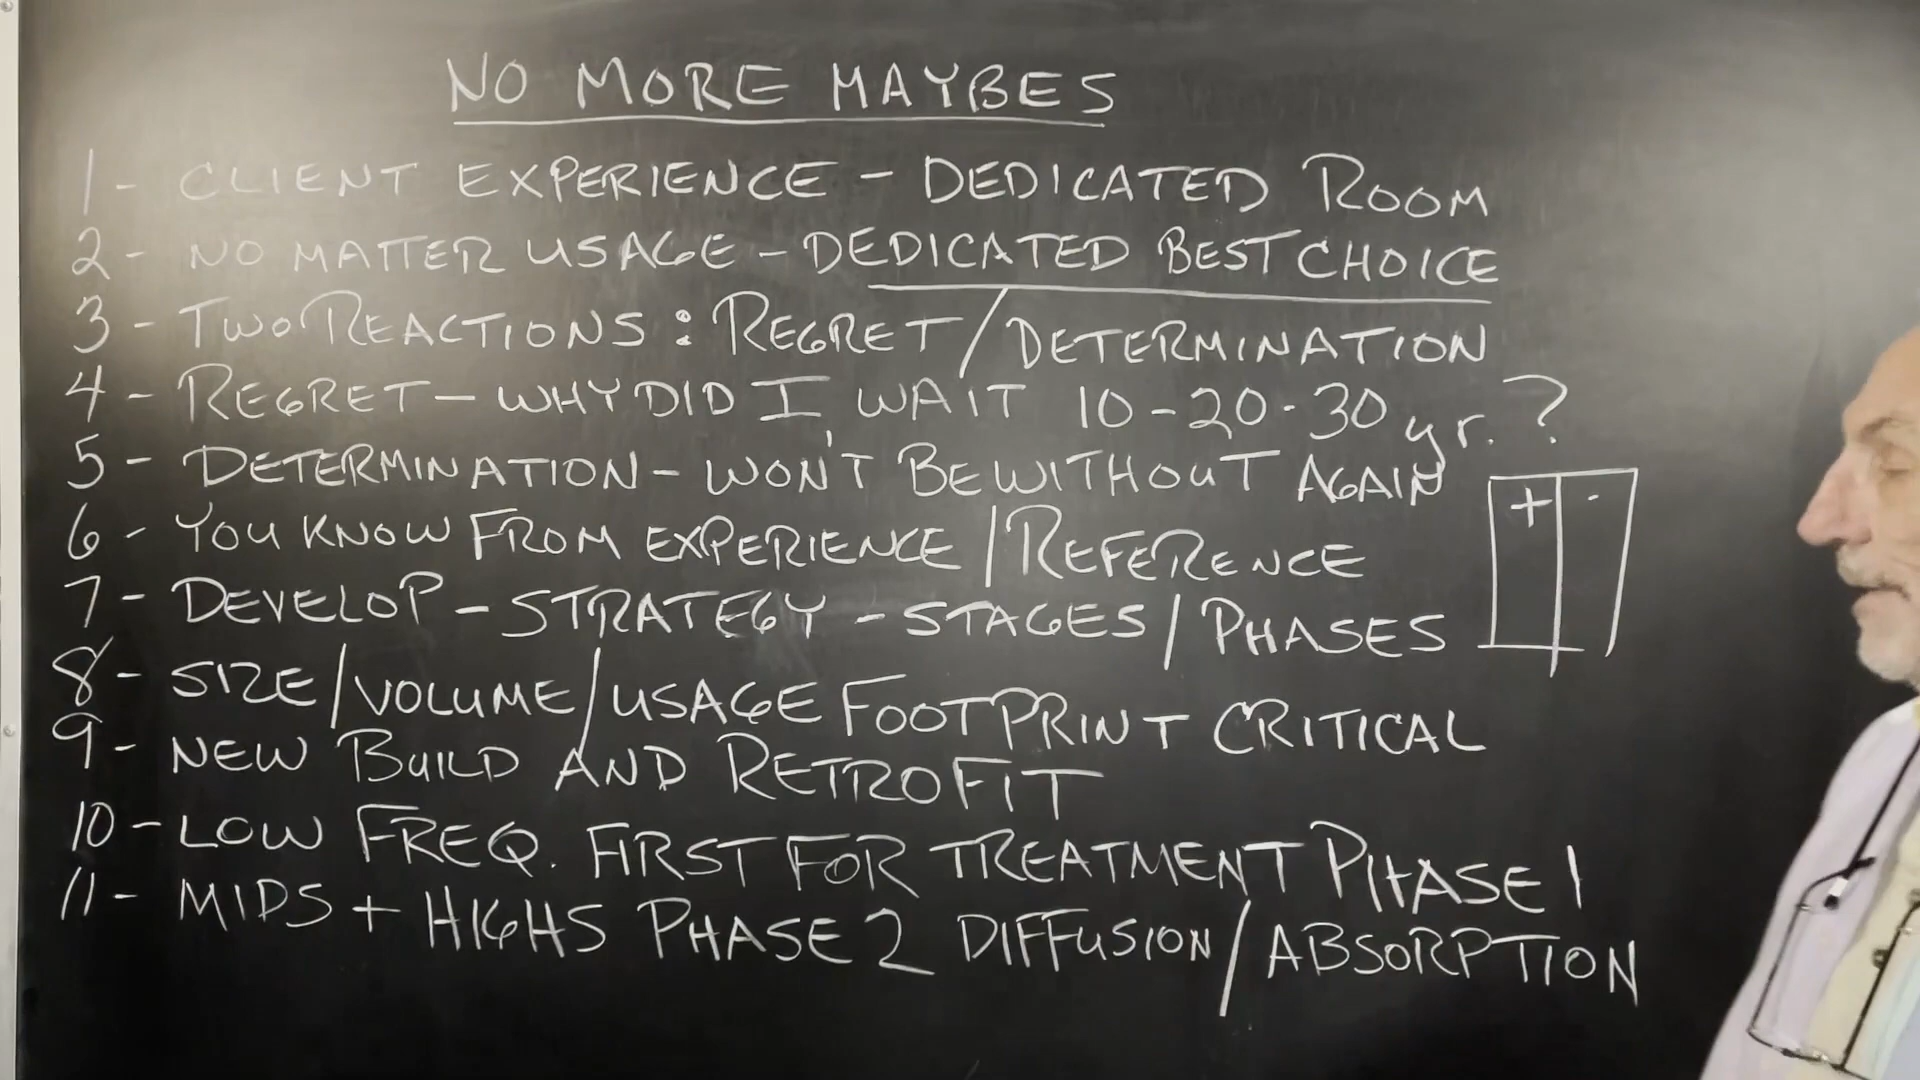 NO MORE MAYBES
1 - CLIENT EXPERIENCE - DEDICATED ROOM
2 - NO MATTER USAGE - DEDICATED BEST CHOICE
3 - TWO REACTIONS : REGRET / DETERMINATION
4 - REGRET - WHY DID I WAIT 10-20-30 yr. ?
5 - DETERMINATION - WON'T BE WITHOUT AGAIN
+ -
6 - YOU KNOW FROM EXPERIENCE / REFERENCE
7 - DEVELOP - STRATEGY - STAGES / PHASES
8 - SIZE / VOLUME / USAGE FOOTPRINT CRITICAL
9 - NEW BUILD AND RETROFIT
10 - LOW FREQ. FIRST FOR TREATMENT PHASE 1
11 - MIDS + HIGHS PHASE 2 DIFFUSION / ABSORPTION